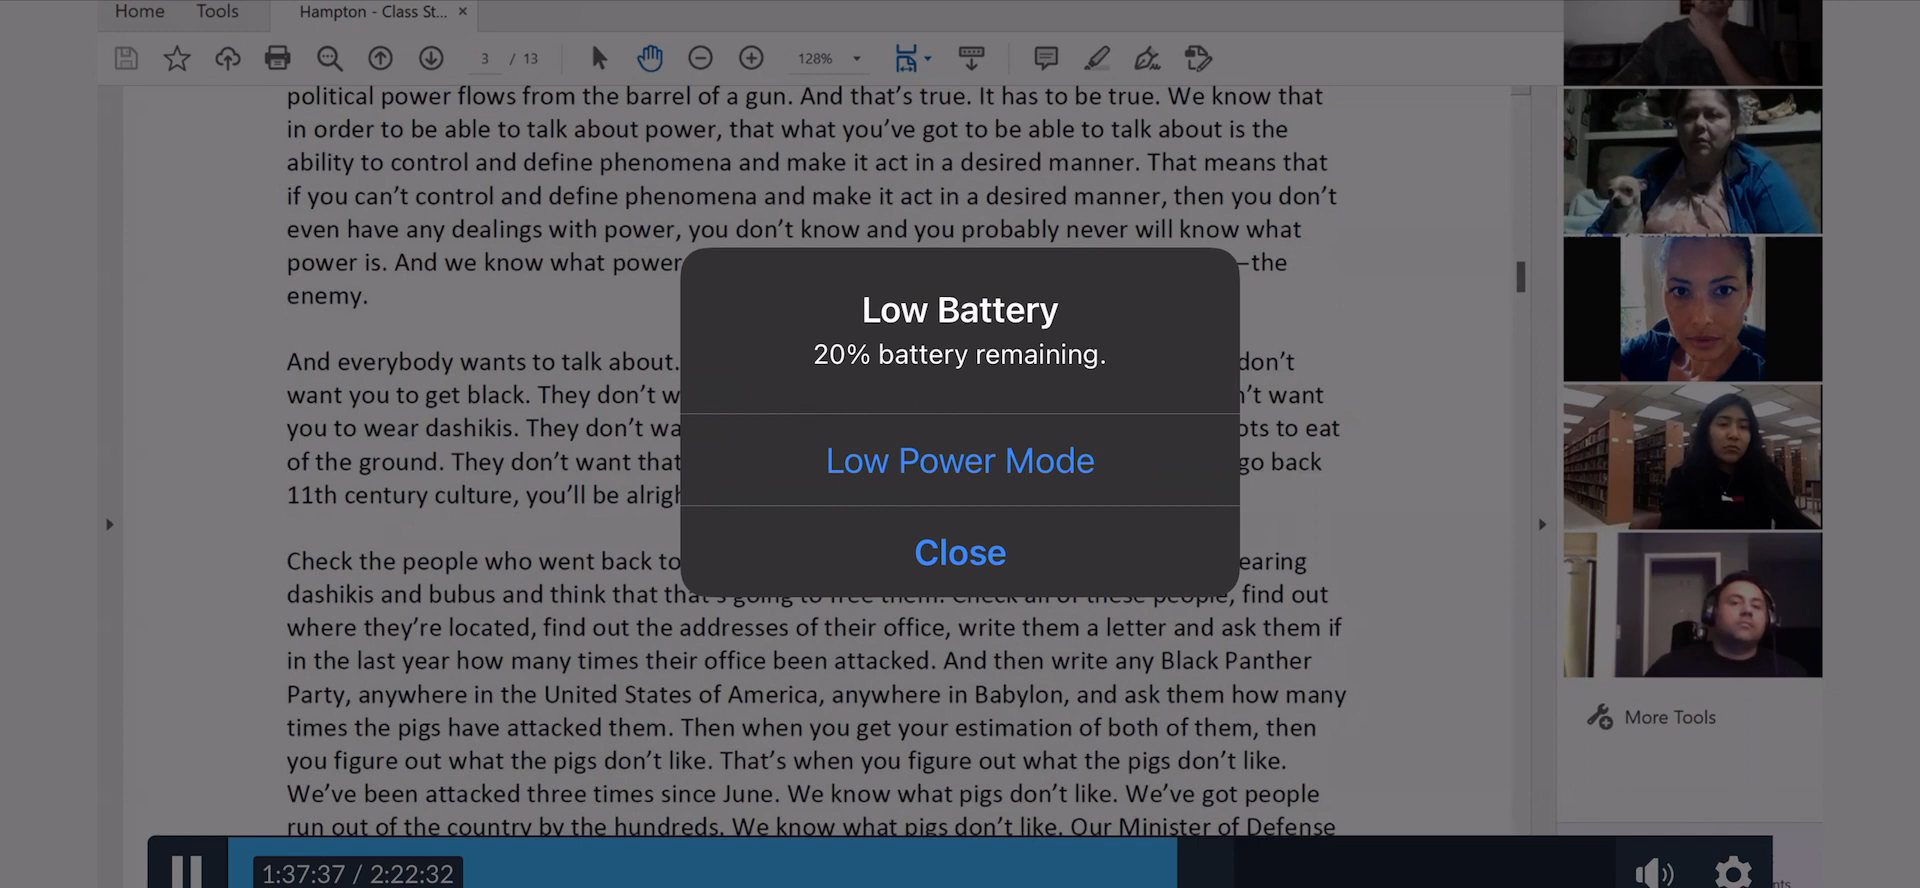 Home Tools Hampton - Class St... ×
3 / 13 128%
political power flows from the barrel of a gun. And that's true. It has to be true. We know that
in order to be able to talk about power, that what you've got to be able to talk about is the
ability to control and define phenomena and make it act in a desired manner. That means that
if you can't control and define phenomena and make it act in a desired manner, then you don't
even have any dealings with power, you don't know and you probably never will know what
power is. And we know what power —the
enemy.
And everybody wants to talk about. don't
want you to get black. They don't w 't want
you to wear dashikis. They don't wa ots to eat
of the ground. They don't want that go back
11th century culture, you'll be alrigh
Check the people who went back to earing
dashikis and bubus and think that that's going to free them. Check all of these people, find out
where they're located, find out the addresses of their office, write them a letter and ask them if
in the last year how many times their office been attacked. And then write any Black Panther
Party, anywhere in the United States of America, anywhere in Babylon, and ask them how many
times the pigs have attacked them. Then when you get your estimation of both of them, then
you figure out what the pigs don't like. That's when you figure out what the pigs don't like.
We've been attacked three times since June. We know what pigs don't like. We've got people
run out of the country by the hundreds. We know what pigs don't like. Our Minister of Defense
Low Battery
20% battery remaining.
Low Power Mode
Close
More Tools
1:37:37 / 2:22:32
nts